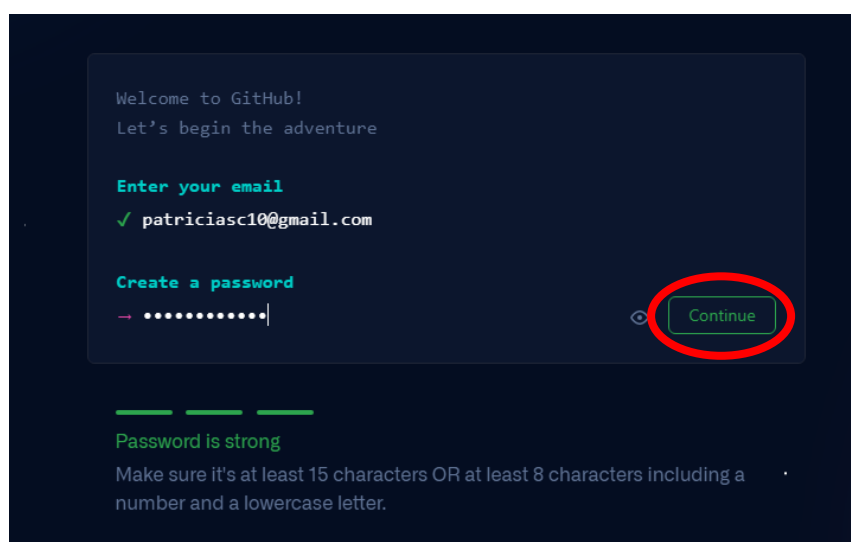 Welcome to GitHub!
Let’s begin the adventure
Enter your email
✓ patriciasc10@gmail.com
Create a password
→ ••••••••••••
Continue
Password is strong
Make sure it's at least 15 characters OR at least 8 characters including a
number and a lowercase letter.